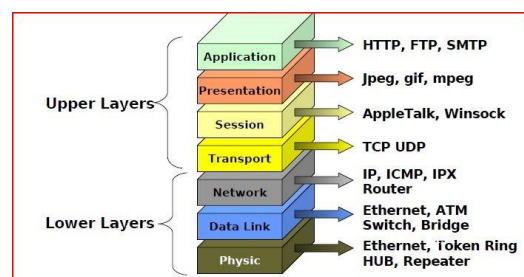 Upper Layers
Lower Layers
Application
HTTP, FTP, SMTP
Presentation
Jpeg, gif, mpeg
Session
AppleTalk, Winsock
Transport
TCP UDP
Network
IP, ICMP, IPX
Router
Data Link
Ethernet, ATM
Switch, Bridge
Physic
Ethernet, Token Ring
HUB, Repeater